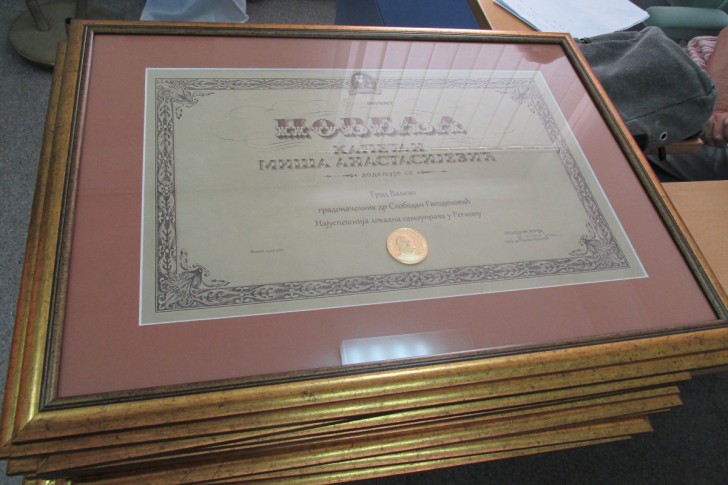 ПОВЕЉА
КАПЕТАН
МИША АНАСТАСИЈЕВИЋ
ДОДЕЉУЈЕ СЕ
Град Ваљево
градоначелник др Слободан Гвозденовић
Најуспешнија локална самоуправа у Региону